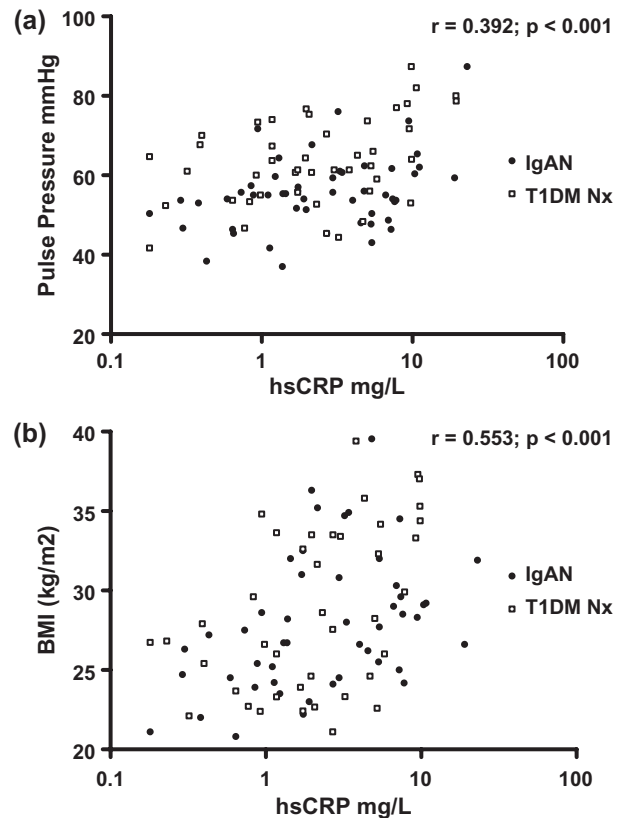 (a)
r = 0.392; p < 0.001
100
80
60
40
20
Pulse Pressure mmHg
IgAN
T1DM Nx
0.1 1 10 100
hsCRP mg/L
(b)
r = 0.553; p < 0.001
40
35
30
25
20
BMI (kg/m2)
IgAN
T1DM Nx
0.1 1 10 100
hsCRP mg/L